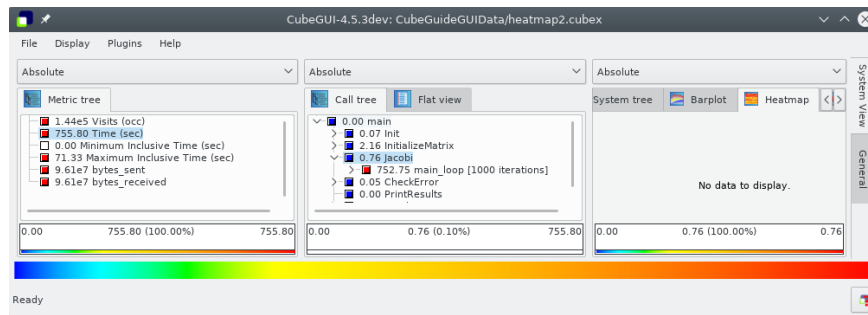 CubeGUI-4.5.3dev: CubeGuideGUIData/heatmap2.cubex
File Display Plugins Help
Absolute
Metric tree
1.44e5 Visits (occ)
755.80 Time (sec)
0.00 Minimum Inclusive Time (sec)
71.33 Maximum Inclusive Time (sec)
9.61e7 bytes_sent
9.61e7 bytes_received
0.00 755.80 (100.00%) 755.80
Absolute
Call tree Flat view
0.00 main
0.07 Init
2.16 InitializeMatrix
0.76 Jacobi
752.75 main_loop [1000 iterations]
0.05 CheckError
0.00 PrintResults
0.00 0.76 (0.10%) 755.80
Absolute
System tree Barplot Heatmap
No data to display.
0.00 0.76 (100.00%) 0.76
System View
General
Ready